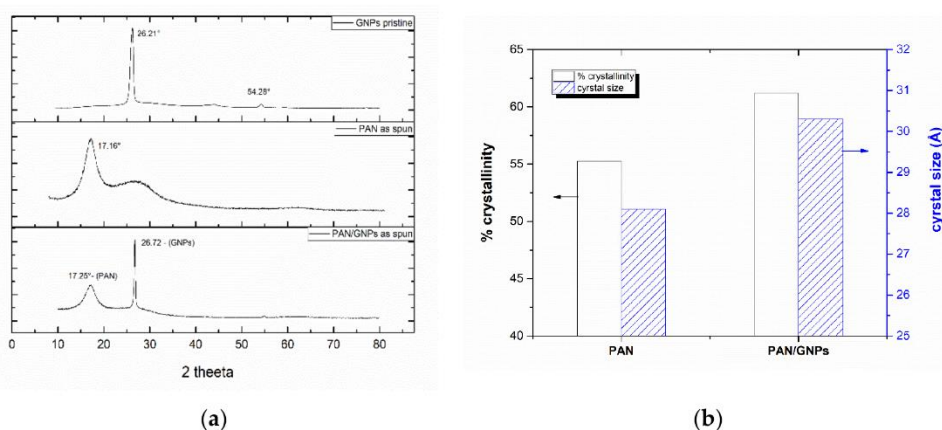 GNPs pristine
26.21°
54.28°
PAN as spun
17.16°
PAN/GNPs as spun
26.72 - (GNPs)
17.25°- (PAN)
0 10 20 30 40 50 60 70 80
2 theeta
(a)
65
60
55
50
45
40
% crystallinity
% crystallinity
cyrstal size
32
31
30
29
28
27
26
25
cyrstal size (Å)
PAN
PAN/GNPs
(b)